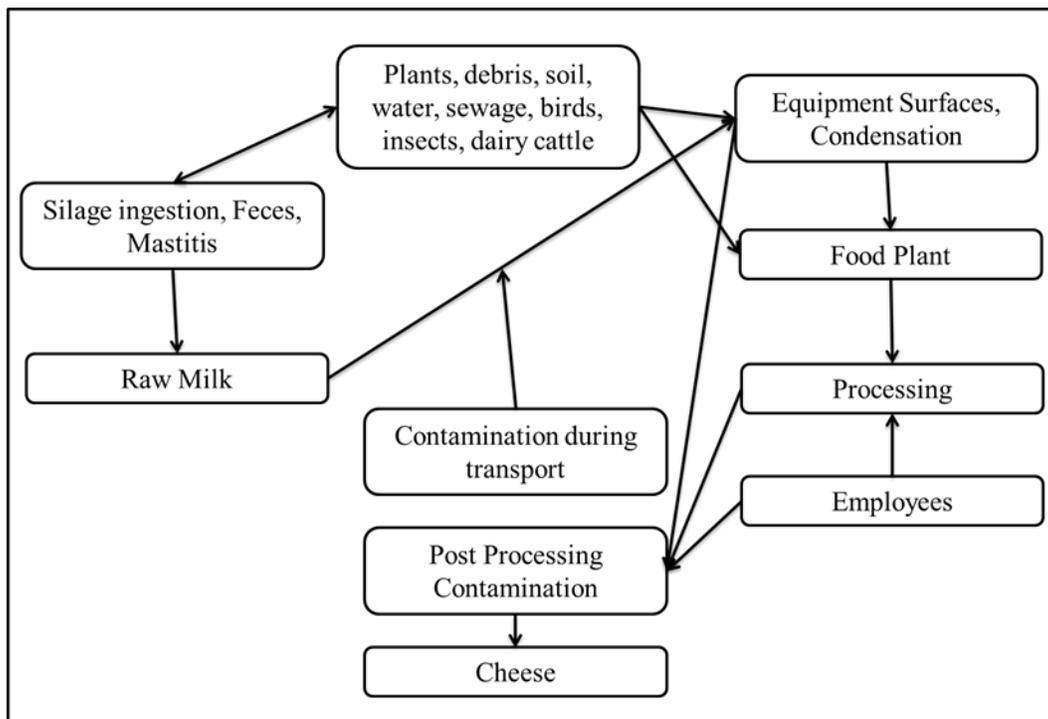 Plants, debris, soil,
water, sewage, birds,
insects, dairy cattle
Equipment Surfaces,
Condensation
Silage ingestion, Feces,
Mastitis
Food Plant
Raw Milk
Processing
Contamination during
transport
Employees
Post Processing
Contamination
Cheese